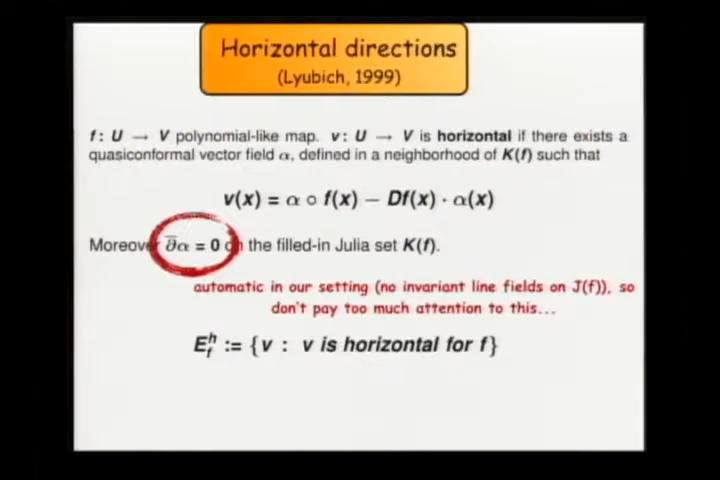 Horizontal directions
(Lyubich, 1999)
f : U → V polynomial-like map. v : U → V is horizontal if there exists a
quasiconformal vector field α, defined in a neighborhood of K(f) such that
v(x) = α ∘ f(x) − Df(x) · α(x)
Moreover ∂̄α = 0 on the filled-in Julia set K(f).
automatic in our setting (no invariant line fields on J(f)), so
don't pay too much attention to this...
E^h_f := {v : v is horizontal for f}